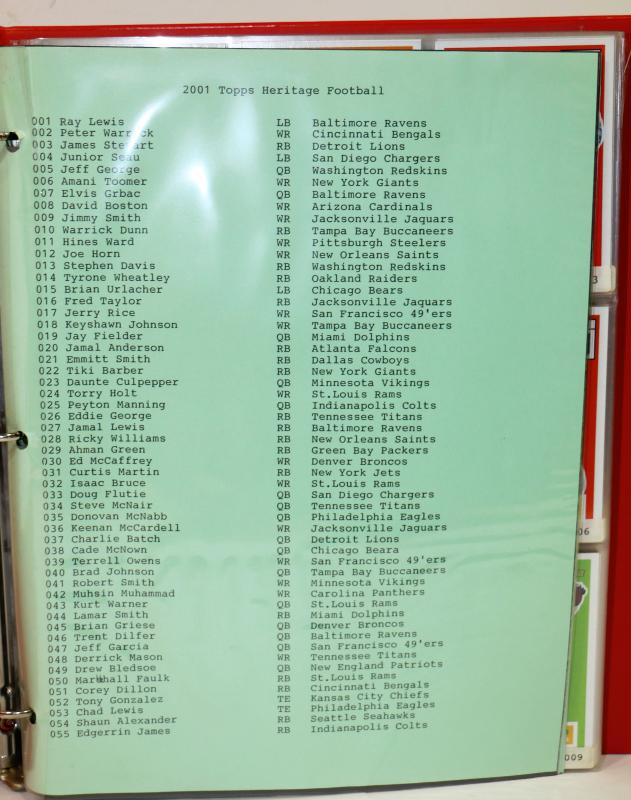 2001 Topps Heritage Football
001 Ray Lewis LB Baltimore Ravens
002 Peter Warrick WR Cincinnati Bengals
003 James Stewart RB Detroit Lions
004 Junior Seau LB San Diego Chargers
005 Jeff George QB Washington Redskins
006 Amani Toomer WR New York Giants
007 Elvis Grbac QB Baltimore Ravens
008 David Boston WR Arizona Cardinals
009 Jimmy Smith WR Jacksonville Jaquars
010 Warrick Dunn RB Tampa Bay Buccaneers
011 Hines Ward WR Pittsburgh Steelers
012 Joe Horn WR New Orleans Saints
013 Stephen Davis RB Washington Redskins
014 Tyrone Wheatley RB Oakland Raiders
015 Brian Urlacher LB Chicago Bears
016 Fred Taylor RB Jacksonville Jaquars
017 Jerry Rice WR San Francisco 49'ers
018 Keyshawn Johnson WR Tampa Bay Buccaneers
019 Jay Fielder QB Miami Dolphins
020 Jamal Anderson RB Atlanta Falcons
021 Emmitt Smith RB Dallas Cowboys
022 Tiki Barber RB New York Giants
023 Daunte Culpepper QB Minnesota Vikings
024 Torry Holt WR St.Louis Rams
025 Peyton Manning QB Indianapolis Colts
026 Eddie George RB Tennessee Titans
027 Jamal Lewis RB Baltimore Ravens
028 Ricky Williams RB New Orleans Saints
029 Ahman Green RB Green Bay Packers
030 Ed McCaffrey WR Denver Broncos
031 Curtis Martin RB New York Jets
032 Isaac Bruce WR St.Louis Rams
033 Doug Flutie QB San Diego Chargers
034 Steve McNair QB Tennessee Titans
035 Donovan McNabb QB Philadelphia Eagles
036 Keenan McCardell WR Jacksonville Jaguars
037 Charlie Batch QB Detroit Lions
038 Cade McNown QB Chicago Beara
039 Terrell Owens WR San Francisco 49'ers
040 Brad Johnson QB Tampa Bay Buccaneers
041 Robert Smith WR Minnesota Vikings
042 Muhsin Muhammad WR Carolina Panthers
043 Kurt Warner QB St.Louis Rams
044 Lamar Smith RB Miami Dolphins
045 Brian Griese QB Denver Broncos
046 Trent Dilfer QB Baltimore Ravens
047 Jeff Garcia QB San Francisco 49'ers
048 Derrick Mason WR Tennessee Titans
049 Drew Bledsoe QB New England Patriots
050 Marshall Faulk RB St.Louis Rams
051 Corey Dillon RB Cincinnati Bengals
052 Tony Gonzalez TE Kansas City Chiefs
053 Chad Lewis TE Philadelphia Eagles
054 Shaun Alexander RB Seattle Seahawks
055 Edgerrin James RB Indianapolis Colts
3
06
009